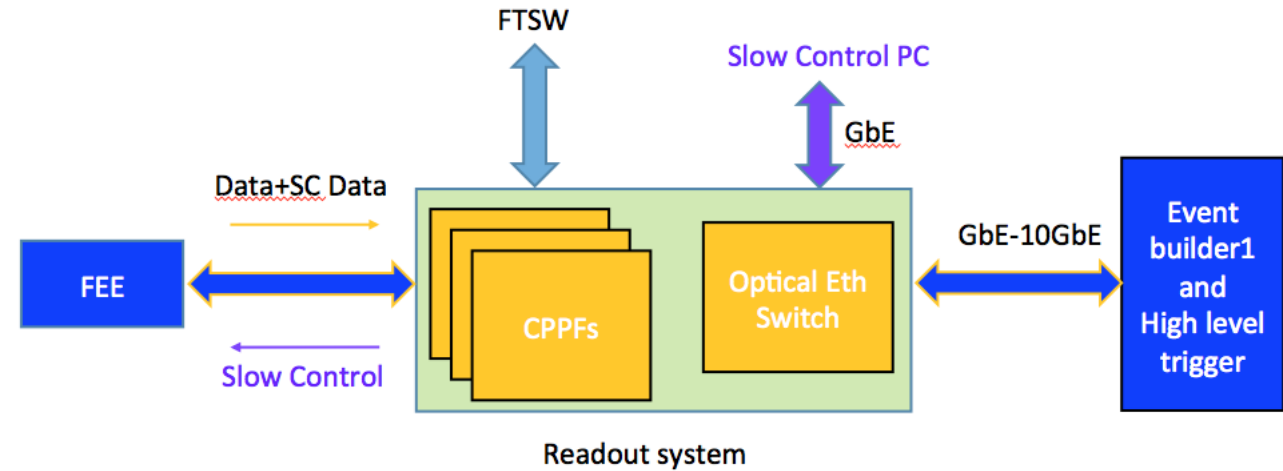 FTSW
Slow Control PC
GbE
Data+SC Data
FEE
Slow Control
CPPFs
Optical Eth
Switch
GbE-10GbE
Event
builder1
and
High level
trigger
Readout system